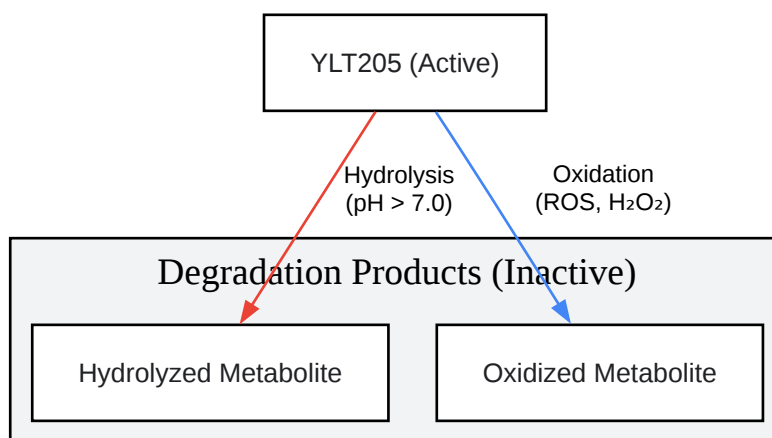 YLT205 (Active)
Hydrolysis
(pH > 7.0)
Oxidation
(ROS, H₂O₂)
Degradation Products (Inactive)
Hydrolyzed Metabolite
Oxidized Metabolite